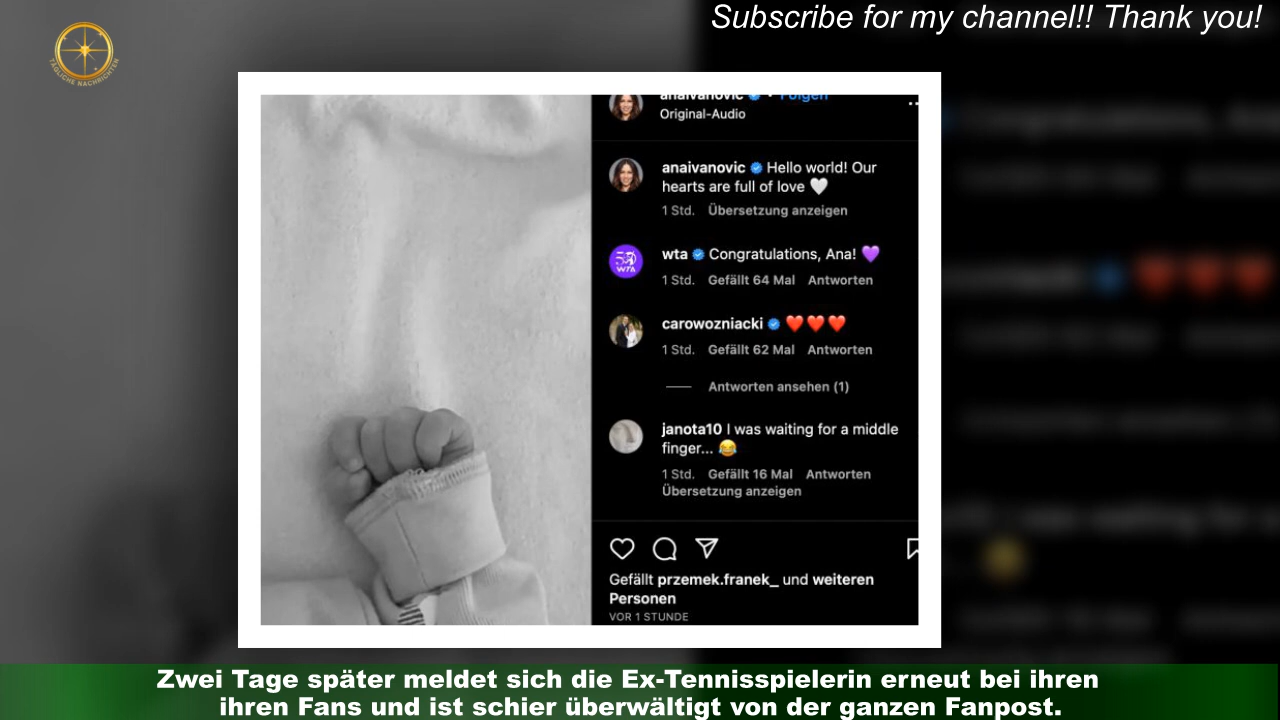 Subscribe for my channel!! Thank you!
TÄGLICHE NACHRICHTEN
anaivanovic • Folgen
Original-Audio
anaivanovic Hello world! Our
hearts are full of love 🤍
1 Std. Übersetzung anzeigen
wta Congratulations, Ana! 💜
1 Std. Gefällt 64 Mal Antworten
carowozniacki ❤️❤️❤️
1 Std. Gefällt 62 Mal Antworten
Antworten ansehen (1)
janota10 I was waiting for a middle
finger... 😂
1 Std. Gefällt 16 Mal Antworten
Übersetzung anzeigen
Gefällt przemek.franek_ und weiteren
Personen
VOR 1 STUNDE
Zwei Tage später meldet sich die Ex-Tennisspielerin erneut bei ihren
ihren Fans und ist schier überwältigt von der ganzen Fanpost.